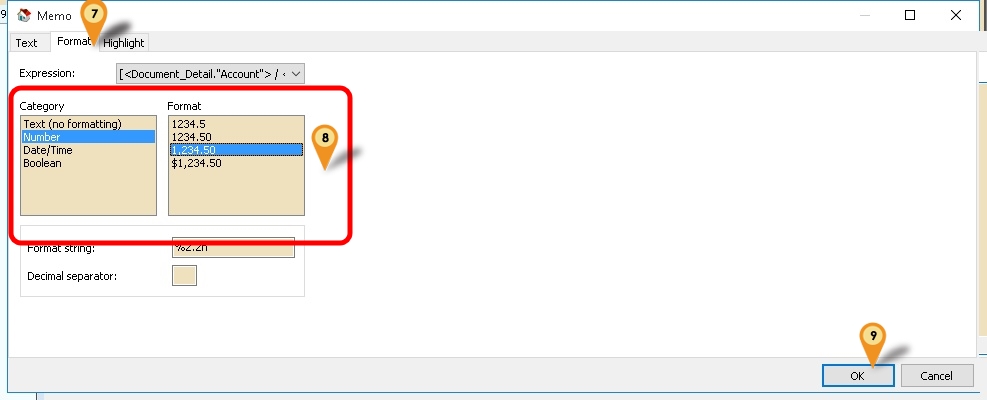 9
7
Memo
Text
Format
Highlight
Expression:
[<Document_Detail."Account"> / <
Category
Format
Text (no formatting)
Number
Date/Time
Boolean
1234.5
1234.50
1,234.50
$1,234.50
8
Format string:
%2.2n
Decimal separator:
9
OK
Cancel